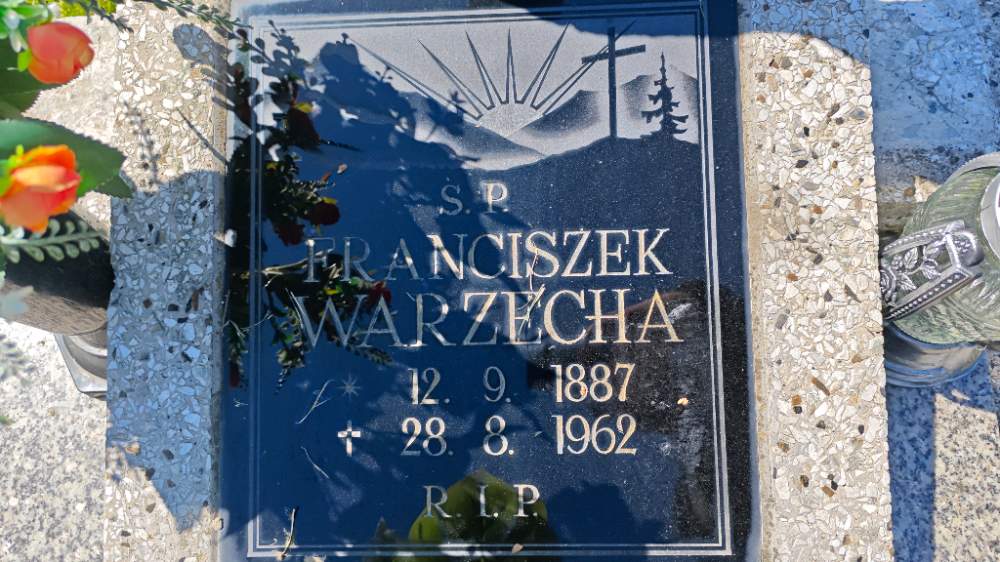 S. P.
FRANCISZEK
WARZECHA
* 12. 9. 1887
✝ 28. 8. 1962
R. I. P.